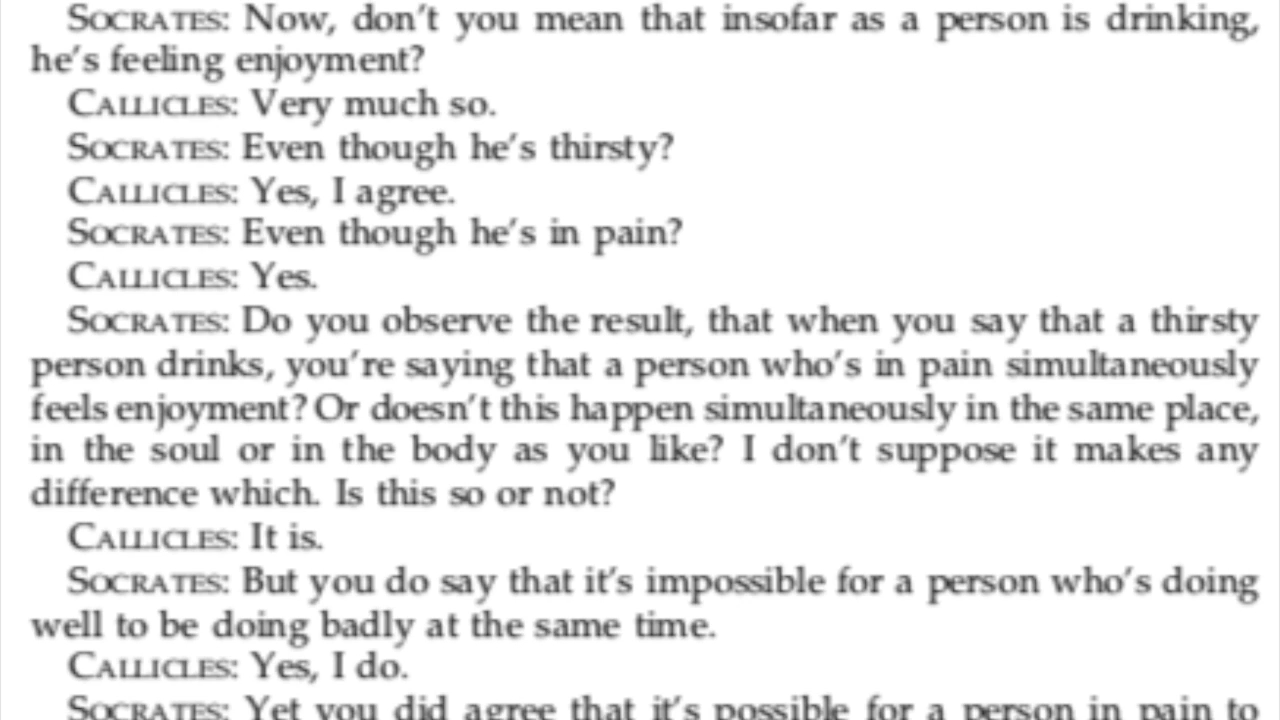 SOCRATES: Now, don't you mean that insofar as a person is drinking,
he's feeling enjoyment?
CALLICLES: Very much so.
SOCRATES: Even though he's thirsty?
CALLICLES: Yes, I agree.
SOCRATES: Even though he's in pain?
CALLICLES: Yes.
SOCRATES: Do you observe the result, that when you say that a thirsty
person drinks, you're saying that a person who's in pain simultaneously
feels enjoyment? Or doesn't this happen simultaneously in the same place,
in the soul or in the body as you like? I don't suppose it makes any
difference which. Is this so or not?
CALLICLES: It is.
SOCRATES: But you do say that it's impossible for a person who's doing
well to be doing badly at the same time.
CALLICLES: Yes, I do.
SOCRATES: Yet you did agree that it's possible for a person in pain to